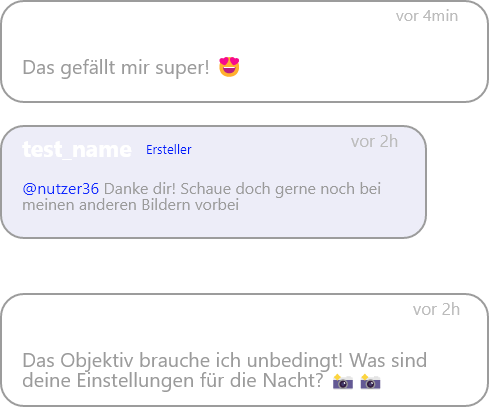 vor 4min
Das gefällt mir super! 😍
test_name Ersteller vor 2h
@nutzer36 Danke dir! Schaue doch gerne noch bei
meinen anderen Bildern vorbei
vor 2h
Das Objektiv brauche ich unbedingt! Was sind
deine Einstellungen für die Nacht? 📸 📸